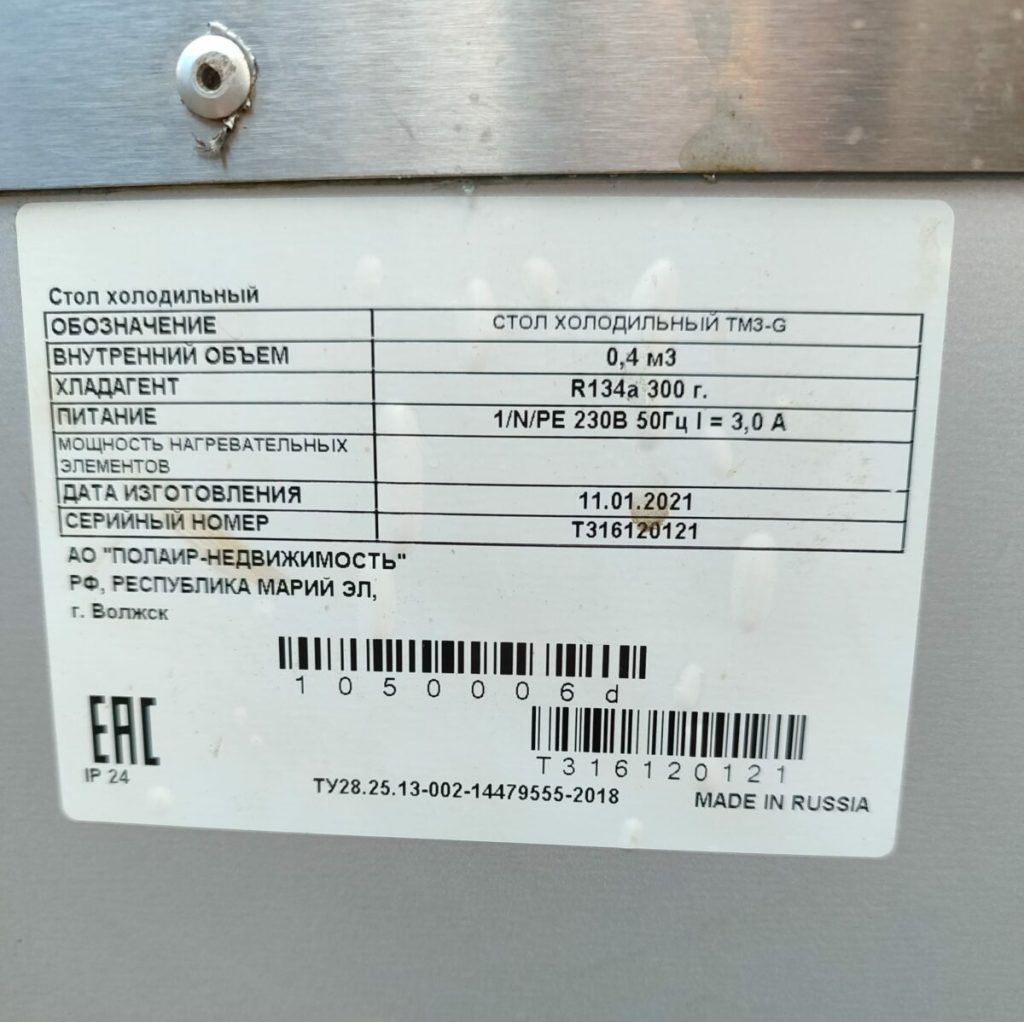 Стол холодильный
ОБОЗНАЧЕНИЕ СТОЛ ХОЛОДИЛЬНЫЙ TM3-G
ВНУТРЕННИЙ ОБЪЕМ 0,4 м3
ХЛАДАГЕНТ R134a 300 г.
ПИТАНИЕ 1/N/PE 230В 50Гц I = 3,0 А
МОЩНОСТЬ НАГРЕВАТЕЛЬНЫХ
ЭЛЕМЕНТОВ
ДАТА ИЗГОТОВЛЕНИЯ 11.01.2021
СЕРИЙНЫЙ НОМЕР T316120121
АО "ПОЛАИР-НЕДВИЖИМОСТЬ"
РФ, РЕСПУБЛИКА МАРИЙ ЭЛ,
г. Волжск
1050006d
EAC
T316120121
IP 24
ТУ28.25.13-002-14479555-2018
MADE IN RUSSIA